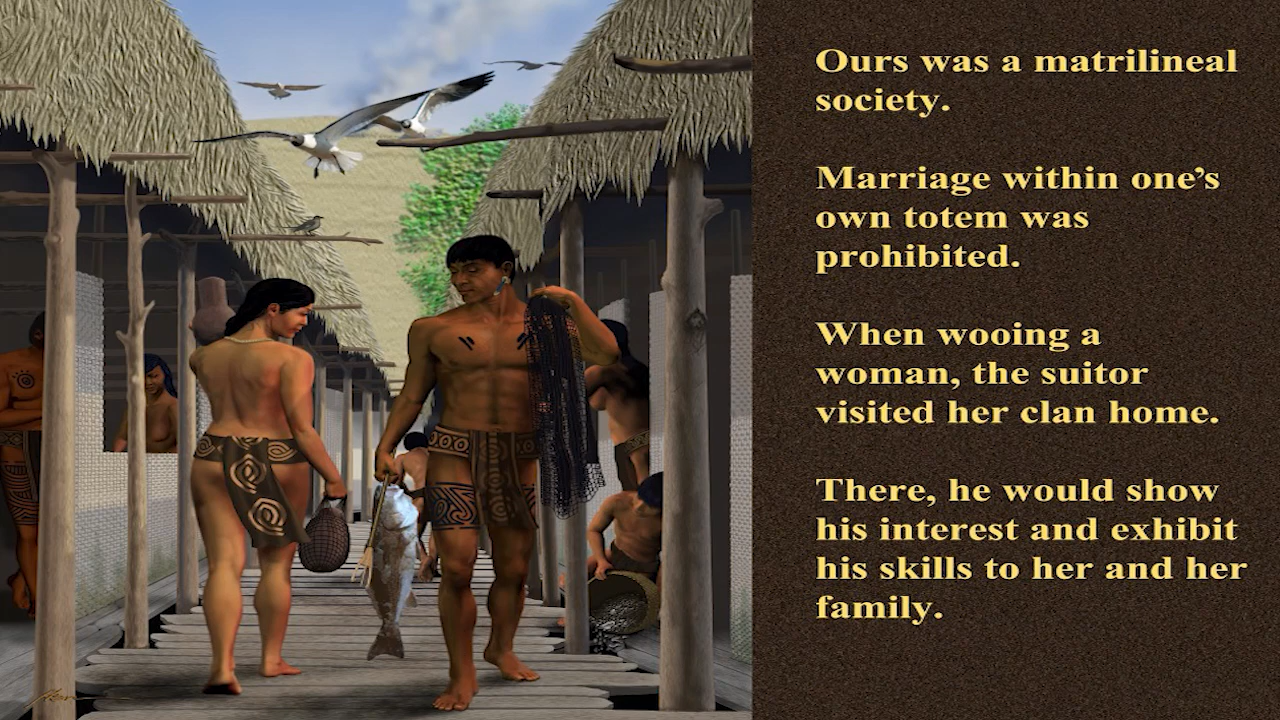 Ours was a matrilineal
society.
Marriage within one’s
own totem was
prohibited.
When wooing a
woman, the suitor
visited her clan home.
There, he would show
his interest and exhibit
his skills to her and her
family.